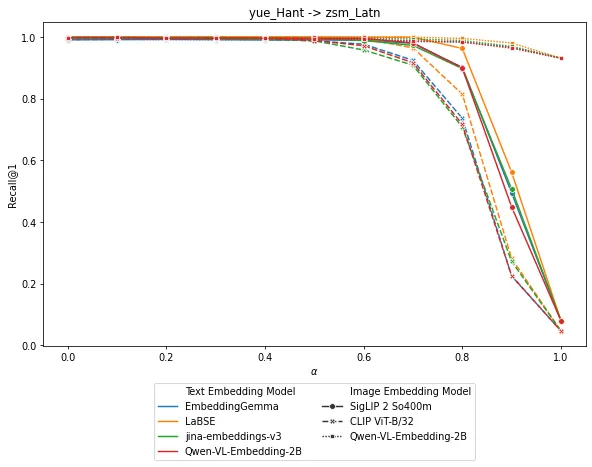 yue_Hant -> zsm_Latn
1.0
0.8
0.6
0.4
0.2
0.0
Recall@1
0.0 0.2 0.4 0.6 0.8 1.0
α
Text Embedding Model
EmbeddingGemma
LaBSE
jina-embeddings-v3
Qwen-VL-Embedding-2B
Image Embedding Model
SigLIP 2 So400m
CLIP ViT-B/32
Qwen-VL-Embedding-2B